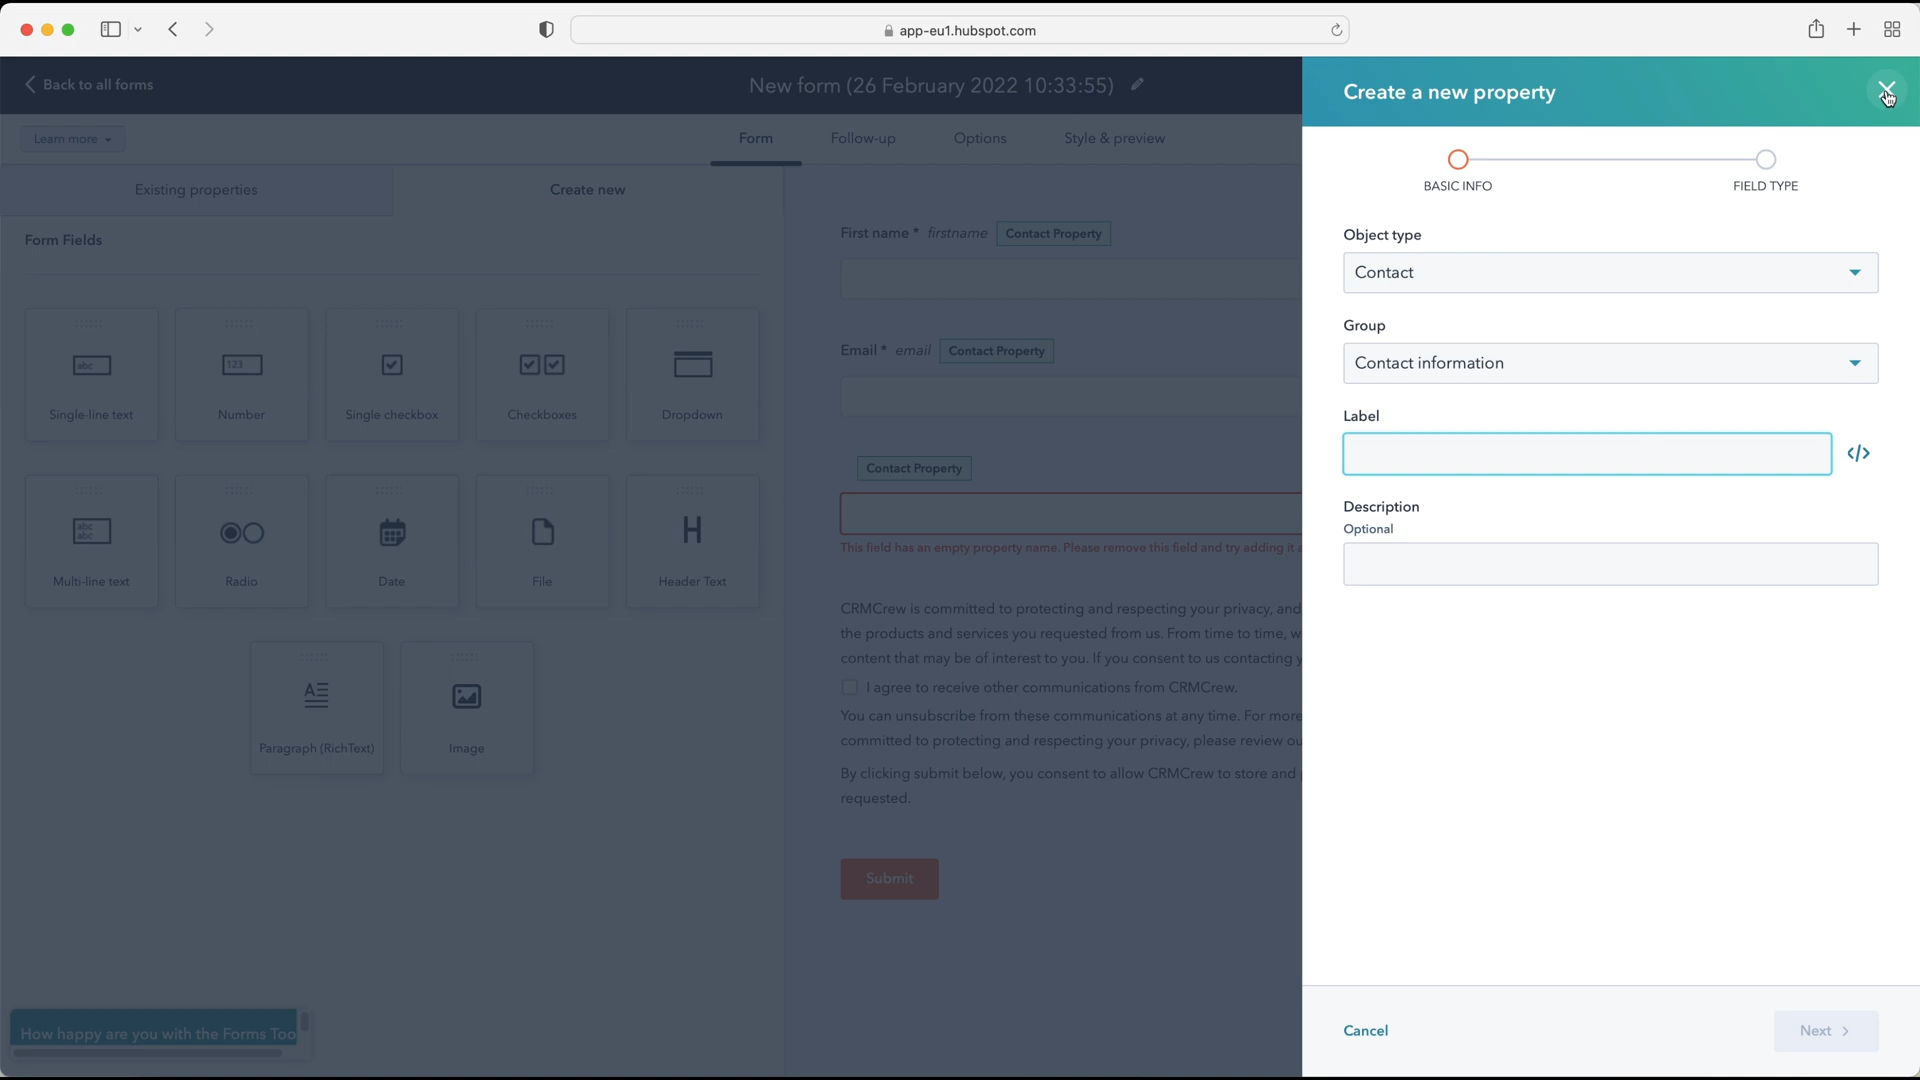 app-eu1.hubspot.com
Back to all forms
New form (26 February 2022 10:33:55)
Create a new property
Learn more
Form
Follow-up
Options
Style & preview
BASIC INFO
FIELD TYPE
Existing properties
Create new
Form Fields
Single-line text
Number
Single checkbox
Checkboxes
Dropdown
Multi-line text
Radio
Date
File
Header Text
Paragraph (RichText)
Image
abc
123
abc
abc
H
A
First name * firstname Contact Property
Email * email Contact Property
Contact Property
This field has an empty property name. Please remove this field and try adding it a
CRMCrew is committed to protecting and respecting your privacy, and
the products and services you requested from us. From time to time, w
content that may be of interest to you. If you consent to us contacting y
I agree to receive other communications from CRMCrew.
You can unsubscribe from these communications at any time. For more
committed to protecting and respecting your privacy, please review ou
By clicking submit below, you consent to allow CRMCrew to store and p
requested.
Submit
How happy are you with the Forms Too
Object type
Contact
Group
Contact information
Label
</>
Description
Optional
Cancel
Next